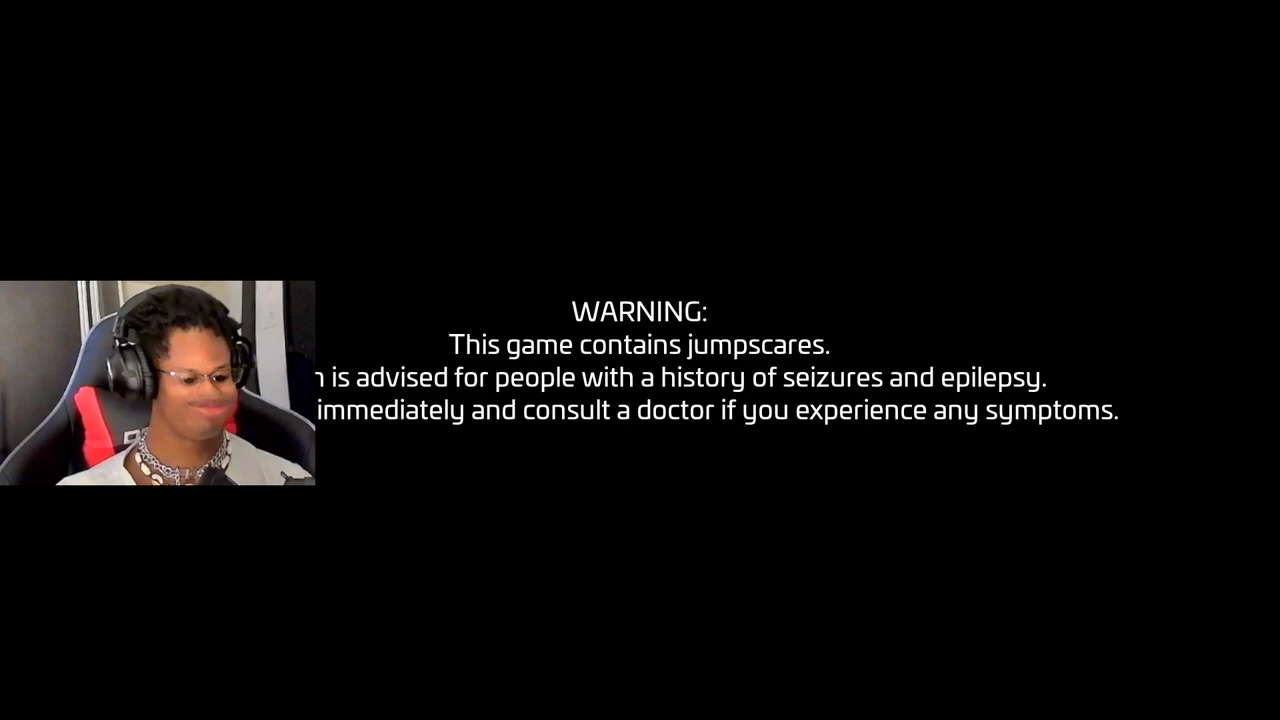 WARNING:
This game contains jumpscares.
is advised for people with a history of seizures and epilepsy.
immediately and consult a doctor if you experience any symptoms.